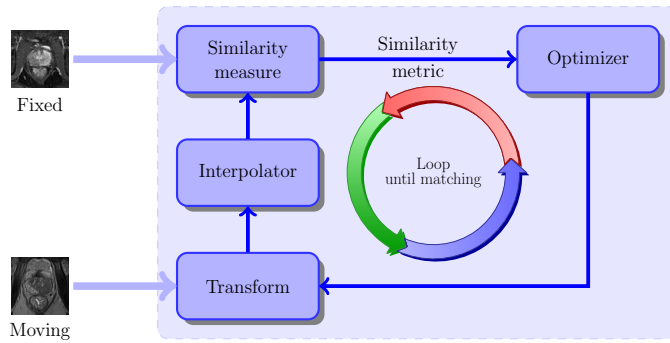 Similarity
measure
Similarity
metric
Optimizer
Fixed
Interpolator
Loop
until matching
Transform
Moving